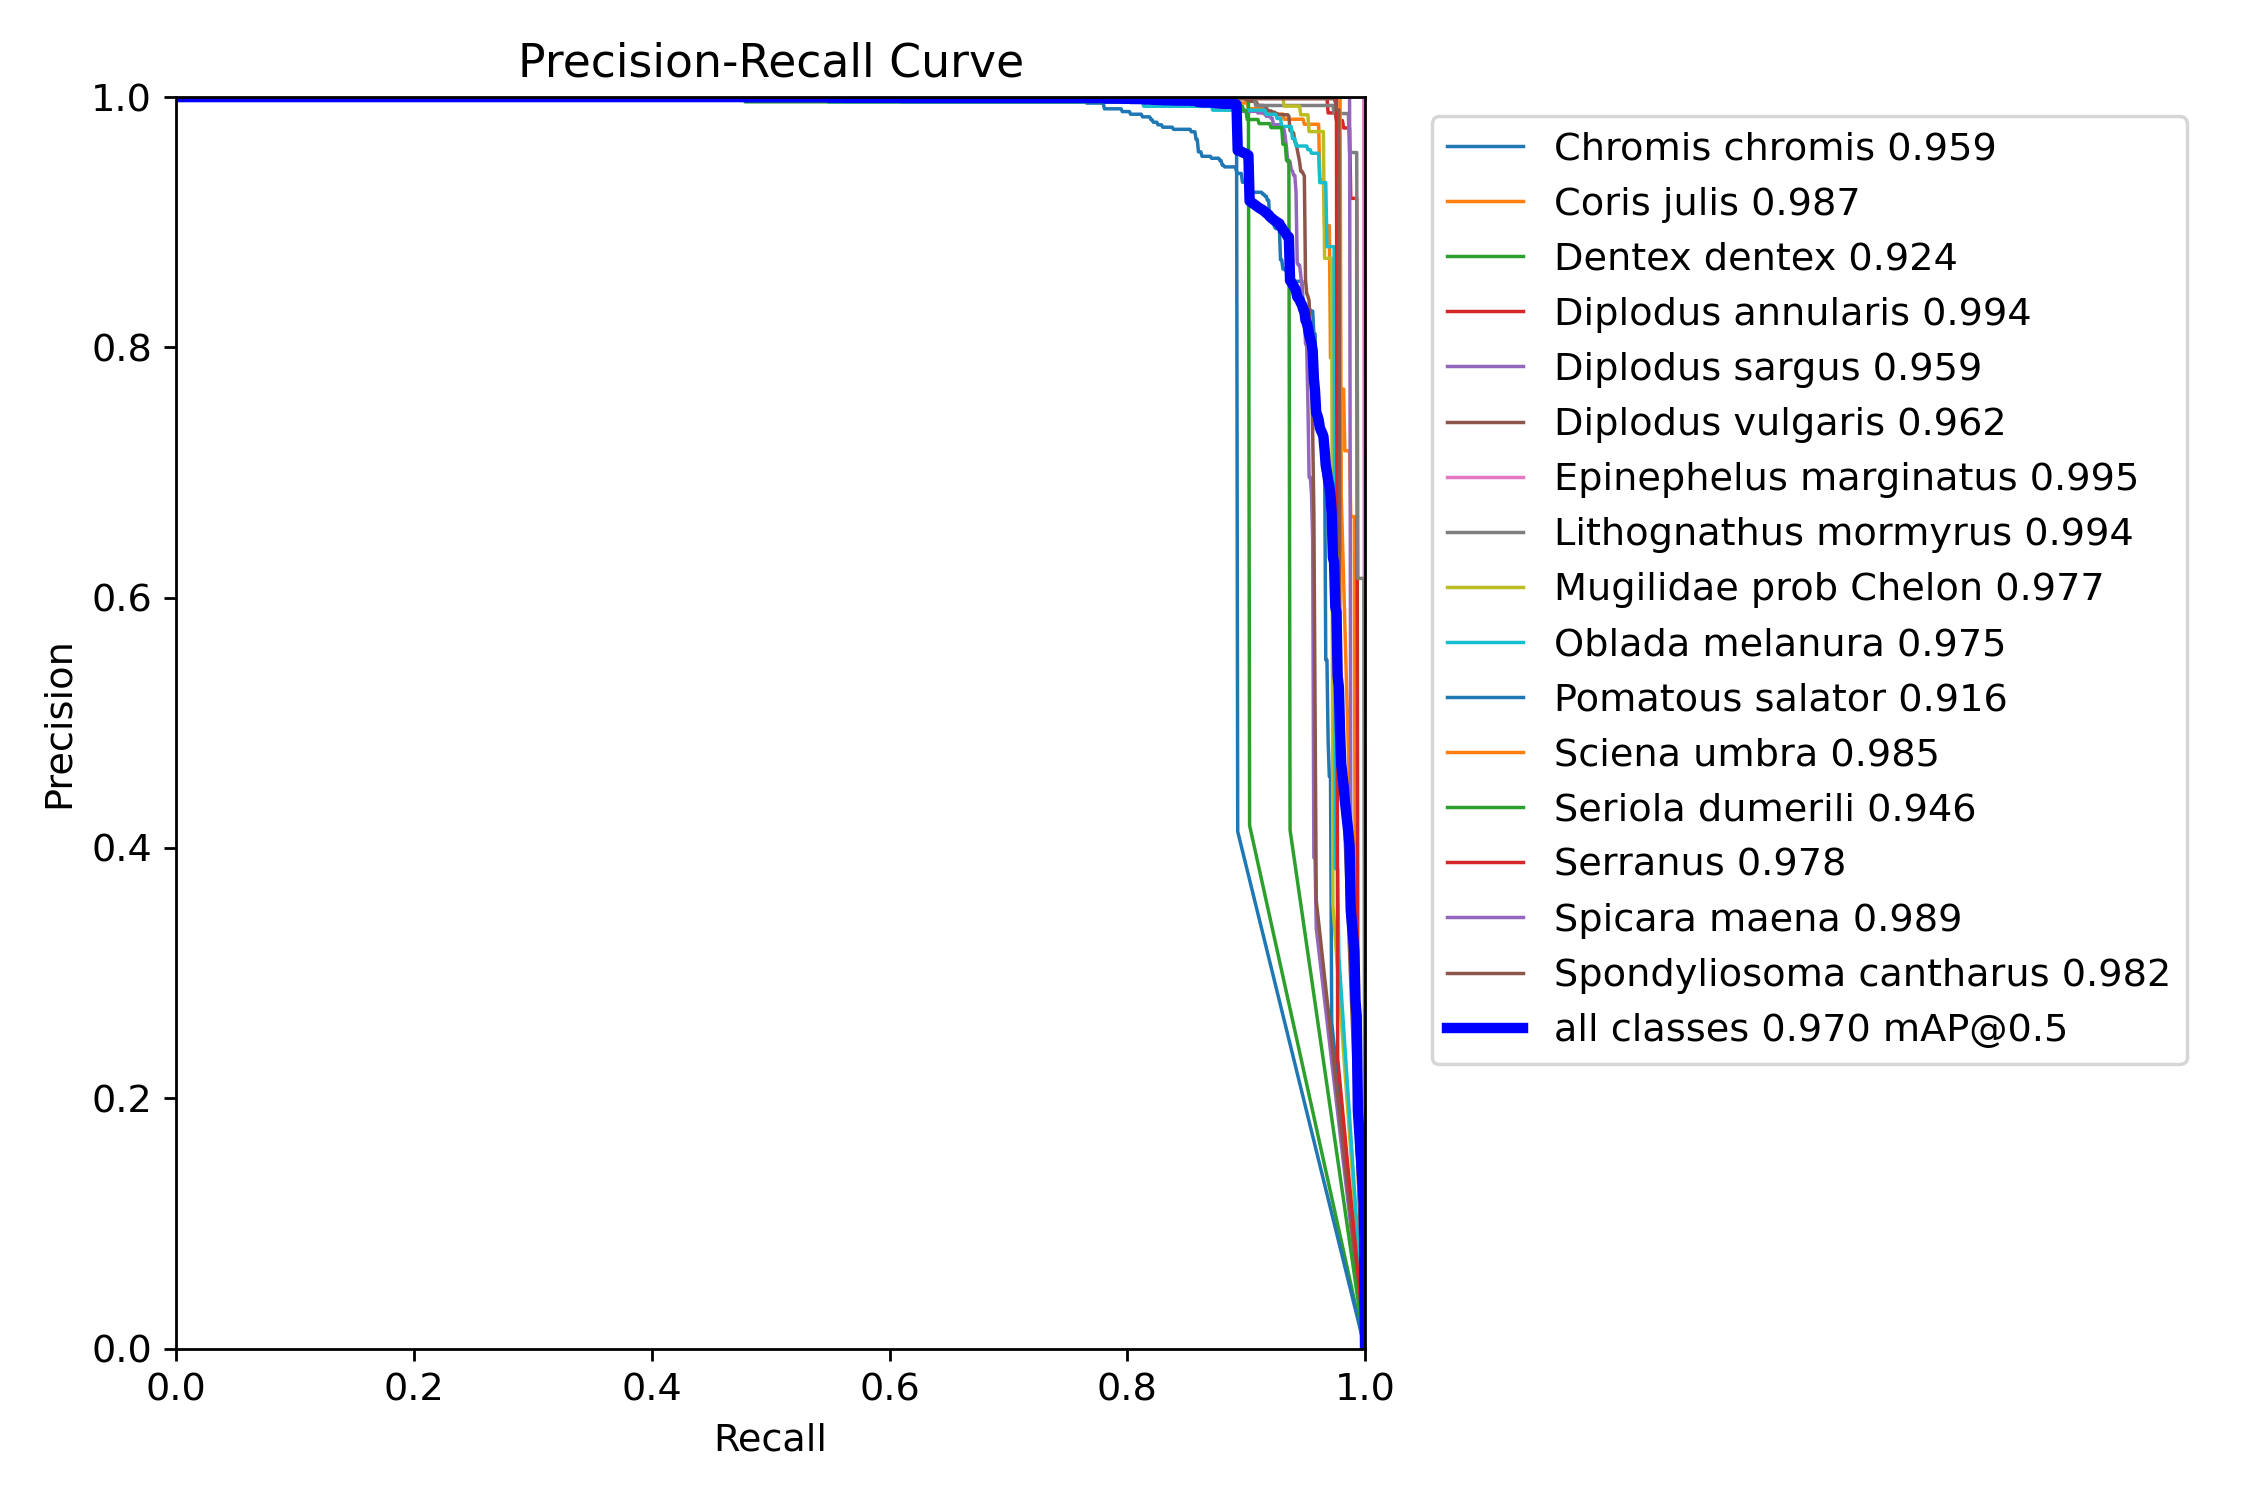 Precision-Recall Curve
1.0
0.8
0.6
0.4
0.2
0.0
Precision
0.0 0.2 0.4 0.6 0.8 1.0
Recall
Chromis chromis 0.959
Coris julis 0.987
Dentex dentex 0.924
Diplodus annularis 0.994
Diplodus sargus 0.959
Diplodus vulgaris 0.962
Epinephelus marginatus 0.995
Lithognathus mormyrus 0.994
Mugilidae prob Chelon 0.977
Oblada melanura 0.975
Pomatous salator 0.916
Sciena umbra 0.985
Seriola dumerili 0.946
Serranus 0.978
Spicara maena 0.989
Spondyliosoma cantharus 0.982
all classes 0.970 mAP@0.5